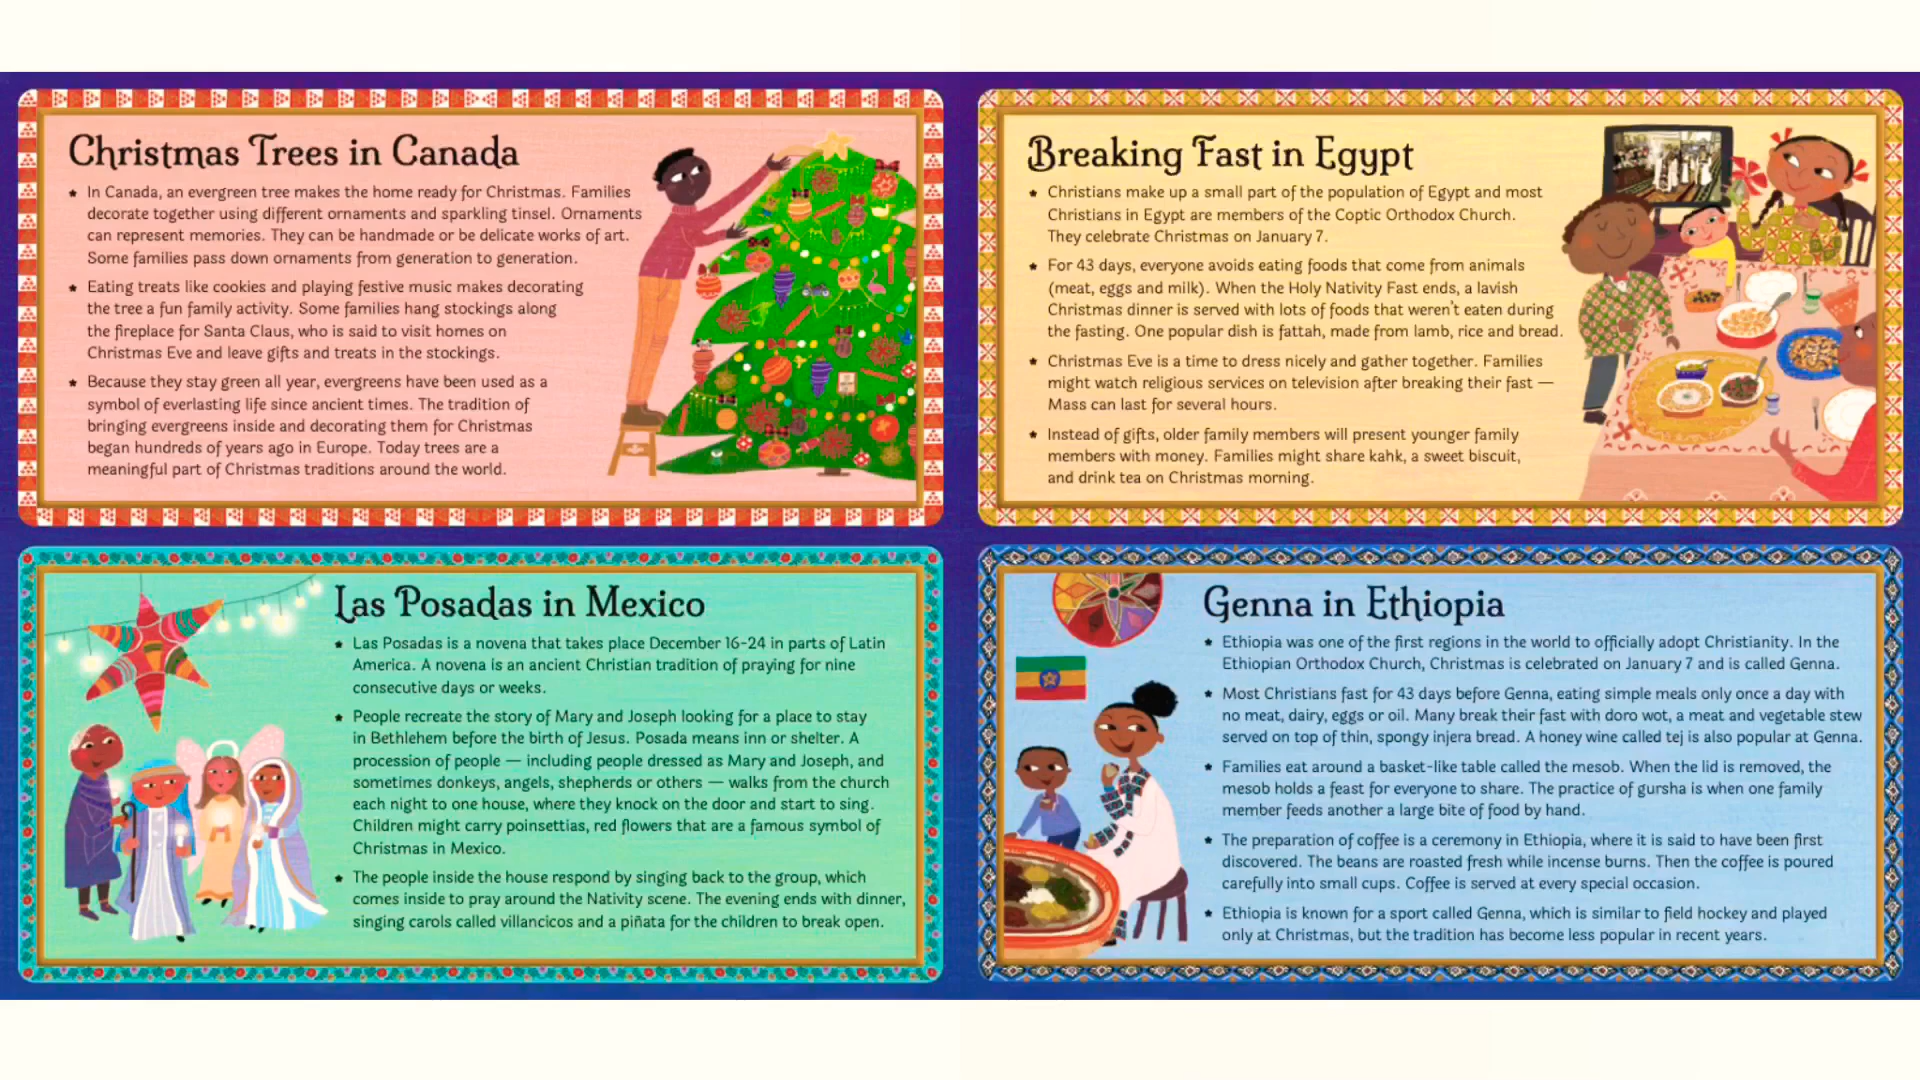 Christmas Trees in Canada
★ In Canada, an evergreen tree makes the home ready for Christmas. Families
decorate together using different ornaments and sparkling tinsel. Ornaments
can represent memories. They can be handmade or be delicate works of art.
Some families pass down ornaments from generation to generation.
★ Eating treats like cookies and playing festive music makes decorating
the tree a fun family activity. Some families hang stockings along
the fireplace for Santa Claus, who is said to visit homes on
Christmas Eve and leave gifts and treats in the stockings.
★ Because they stay green all year, evergreens have been used as a
symbol of everlasting life since ancient times. The tradition of
bringing evergreens inside and decorating them for Christmas
began hundreds of years ago in Europe. Today trees are a
meaningful part of Christmas traditions around the world.
Breaking Fast in Egypt
★ Christians make up a small part of the population of Egypt and most
Christians in Egypt are members of the Coptic Orthodox Church.
They celebrate Christmas on January 7.
★ For 43 days, everyone avoids eating foods that come from animals
(meat, eggs and milk). When the Holy Nativity Fast ends, a lavish
Christmas dinner is served with lots of foods that weren't eaten during
the fasting. One popular dish is fattah, made from lamb, rice and bread.
★ Christmas Eve is a time to dress nicely and gather together. Families
might watch religious services on television after breaking their fast —
Mass can last for several hours.
★ Instead of gifts, older family members will present younger family
members with money. Families might share kahk, a sweet biscuit,
and drink tea on Christmas morning.
Las Posadas in Mexico
★ Las Posadas is a novena that takes place December 16-24 in parts of Latin
America. A novena is an ancient Christian tradition of praying for nine
consecutive days or weeks.
★ People recreate the story of Mary and Joseph looking for a place to stay
in Bethlehem before the birth of Jesus. Posada means inn or shelter. A
procession of people — including people dressed as Mary and Joseph, and
sometimes donkeys, angels, shepherds or others — walks from the church
each night to one house, where they knock on the door and start to sing.
Children might carry poinsettias, red flowers that are a famous symbol of
Christmas in Mexico.
★ The people inside the house respond by singing back to the group, which
comes inside to pray around the Nativity scene. The evening ends with dinner,
singing carols called villancicos and a piñata for the children to break open.
Genna in Ethiopia
★ Ethiopia was one of the first regions in the world to officially adopt Christianity. In the
Ethiopian Orthodox Church, Christmas is celebrated on January 7 and is called Genna.
★ Most Christians fast for 43 days before Genna, eating simple meals only once a day with
no meat, dairy, eggs or oil. Many break their fast with doro wot, a meat and vegetable stew
served on top of thin, spongy injera bread. A honey wine called tej is also popular at Genna.
★ Families eat around a basket-like table called the mesob. When the lid is removed, the
mesob holds a feast for everyone to share. The practice of gursha is when one family
member feeds another a large bite of food by hand.
★ The preparation of coffee is a ceremony in Ethiopia, where it is said to have been first
discovered. The beans are roasted fresh while incense burns. Then the coffee is poured
carefully into small cups. Coffee is served at every special occasion.
★ Ethiopia is known for a sport called Genna, which is similar to field hockey and played
only at Christmas, but the tradition has become less popular in recent years.